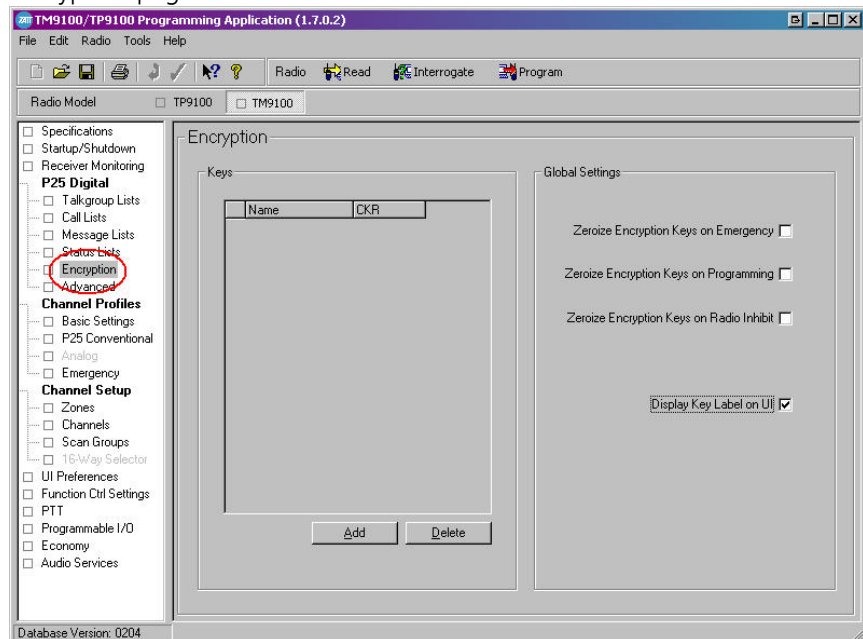 TAIT TM9100/TP9100 Programming Application (1.7.0.2)
File Edit Radio Tools Help
Radio Read Interrogate Program
Radio Model TP9100 TM9100
Specifications
Startup/Shutdown
Receiver Monitoring
P25 Digital
Talkgroup Lists
Call Lists
Message Lists
Status Lists
Encryption
Advanced
Channel Profiles
Basic Settings
P25 Conventional
Analog
Emergency
Channel Setup
Zones
Channels
Scan Groups
16-Way Selector
UI Preferences
Function Ctrl Settings
PTT
Programmable I/O
Economy
Audio Services
Encryption
Keys
Name CKR
Add Delete
Global Settings
Zeroize Encryption Keys on Emergency
Zeroize Encryption Keys on Programming
Zeroize Encryption Keys on Radio Inhibit
Display Key Label on UI
Database Version: 0204